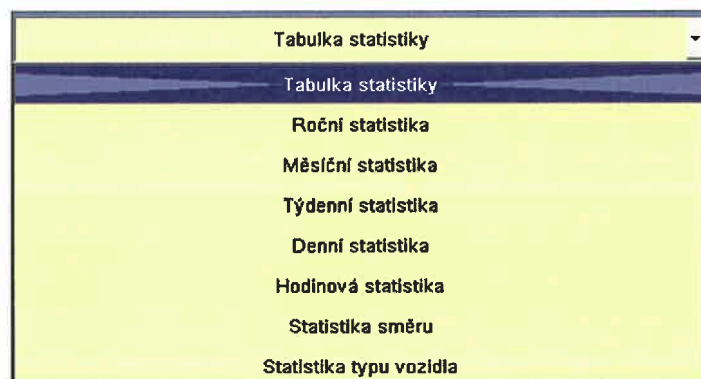 Tabulka statistiky
Tabulka statistiky
Roční statistika
Měsíční statistika
Týdenní statistika
Denní statistika
Hodinová statistika
Statistika směru
Statistika typu vozidla